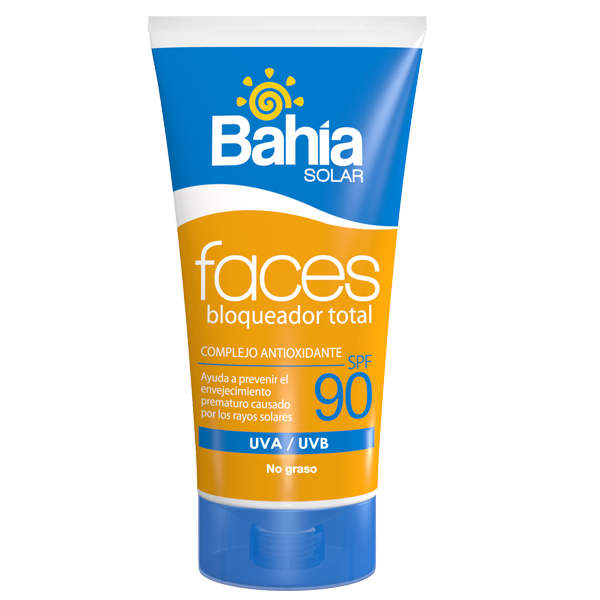 Bahía
SOLAR
faces
bloqueador total
COMPLEJO ANTIOXIDANTE
Ayuda a prevenir el
envejecimiento
prematuro causado
por los rayos solares
SPF
90
UVA / UVB
No graso